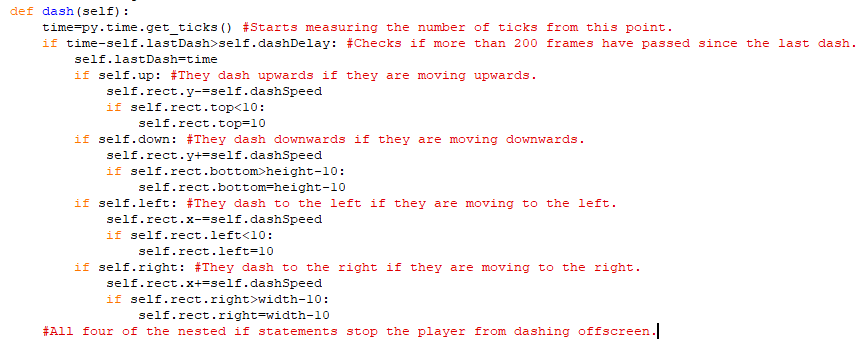 def dash(self):
    time=py.time.get_ticks() #Starts measuring the number of ticks from this point.
    if time-self.lastDash>self.dashDelay: #Checks if more than 200 frames have passed since the last dash.
        self.lastDash=time
        if self.up: #They dash upwards if they are moving upwards.
            self.rect.y-=self.dashSpeed
            if self.rect.top<10:
                self.rect.top=10
        if self.down: #They dash downwards if they are moving downwards.
            self.rect.y+=self.dashSpeed
            if self.rect.bottom>height-10:
                self.rect.bottom=height-10
        if self.left: #They dash to the left if they are moving to the left.
            self.rect.x-=self.dashSpeed
            if self.rect.left<10:
                self.rect.left=10
        if self.right: #They dash to the right if they are moving to the right.
            self.rect.x+=self.dashSpeed
            if self.rect.right>width-10:
                self.rect.right=width-10
    #All four of the nested if statements stop the player from dashing offscreen.